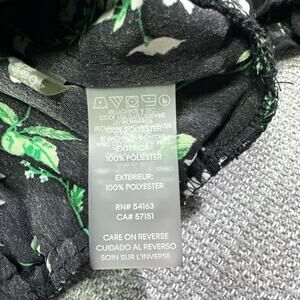 100% POLYESTER
EXTERIOR:
100% POLIÉSTER
EXTERIEUR:
100% POLYESTER
RN# 54163
CA# 57151
CARE ON REVERSE
CUIDADO AL REVERSO
SOIN SUR L'INVERSE